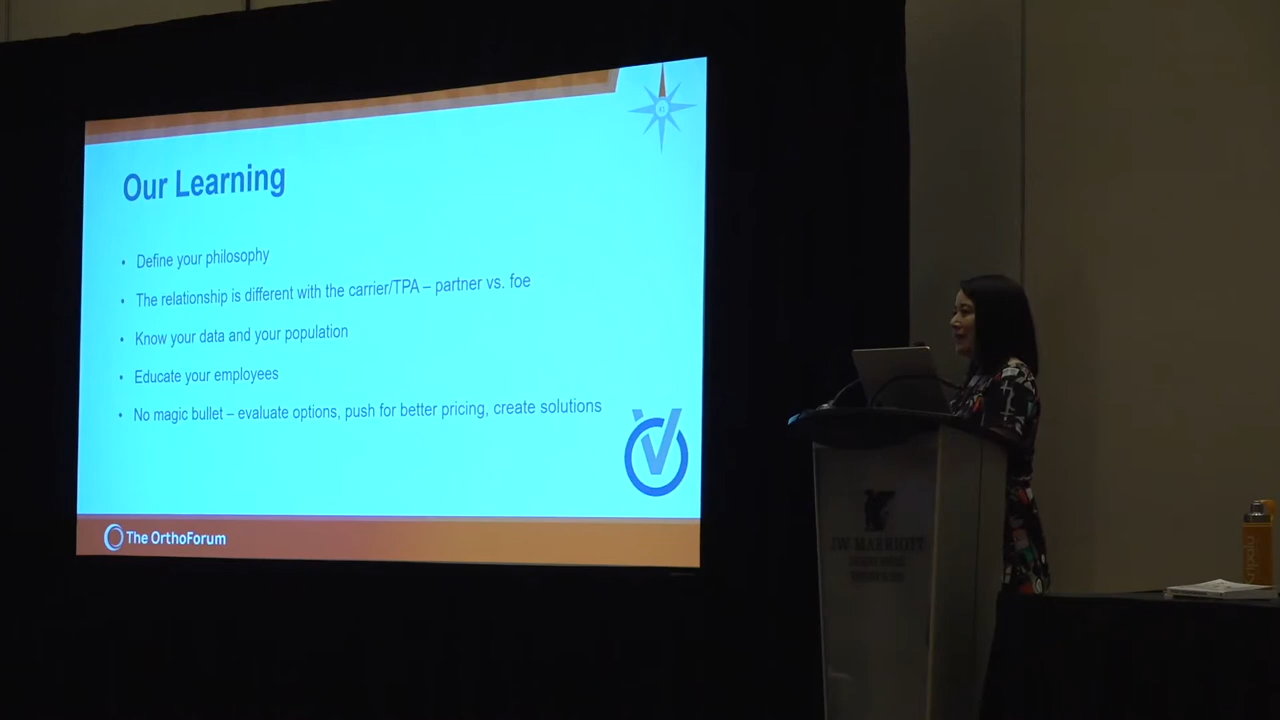 41
Our Learning
• Define your philosophy
• The relationship is different with the carrier/TPA – partner vs. foe
• Know your data and your population
• Educate your employees
• No magic bullet – evaluate options, push for better pricing, create solutions
The OrthoForum
JW MARRIOTT